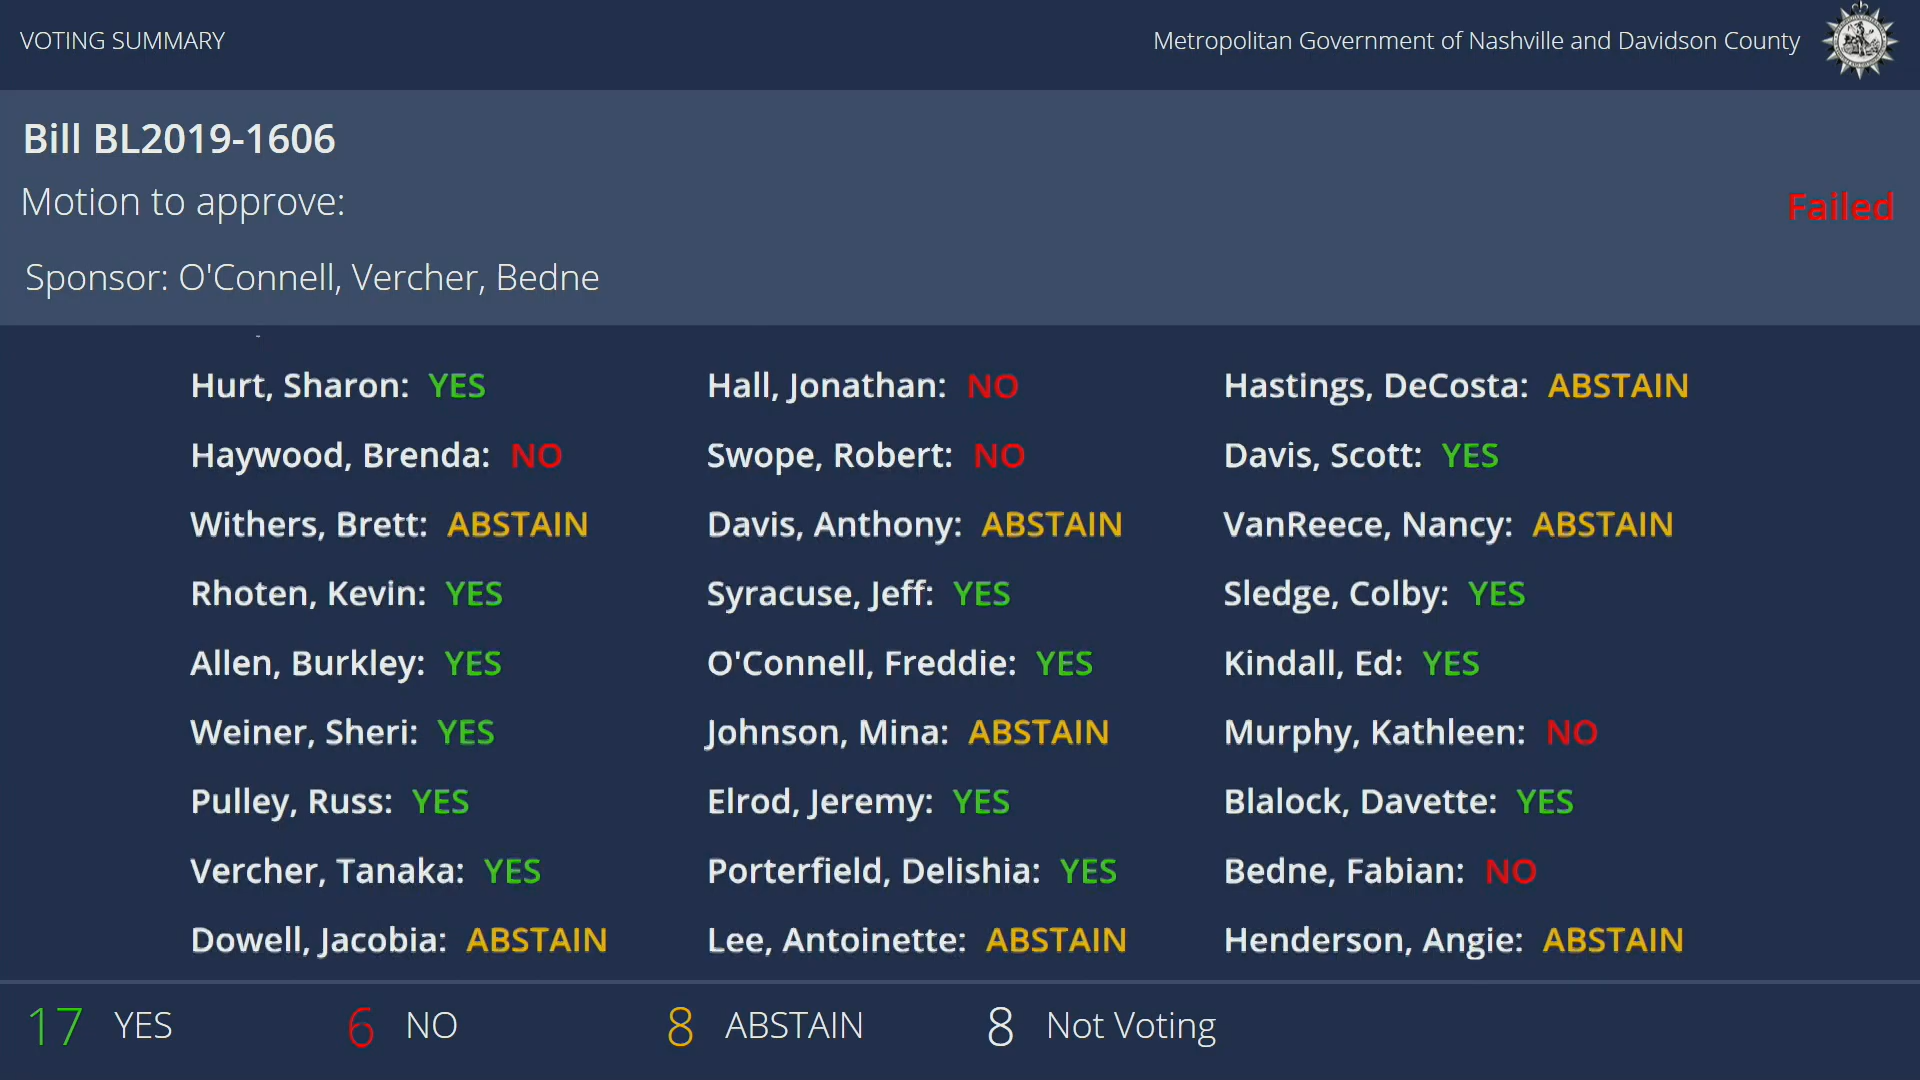 VOTING SUMMARY
Metropolitan Government of Nashville and Davidson County
Bill BL2019-1606
Motion to approve:
Failed
Sponsor: O'Connell, Vercher, Bedne
Hurt, Sharon: YES Hall, Jonathan: NO Hastings, DeCosta: ABSTAIN
Haywood, Brenda: NO Swope, Robert: NO Davis, Scott: YES
Withers, Brett: ABSTAIN Davis, Anthony: ABSTAIN VanReece, Nancy: ABSTAIN
Rhoten, Kevin: YES Syracuse, Jeff: YES Sledge, Colby: YES
Allen, Burkley: YES O'Connell, Freddie: YES Kindall, Ed: YES
Weiner, Sheri: YES Johnson, Mina: ABSTAIN Murphy, Kathleen: NO
Pulley, Russ: YES Elrod, Jeremy: YES Blalock, Davette: YES
Vercher, Tanaka: YES Porterfield, Delishia: YES Bedne, Fabian: NO
Dowell, Jacobia: ABSTAIN Lee, Antoinette: ABSTAIN Henderson, Angie: ABSTAIN
17 YES 6 NO 8 ABSTAIN 8 Not Voting